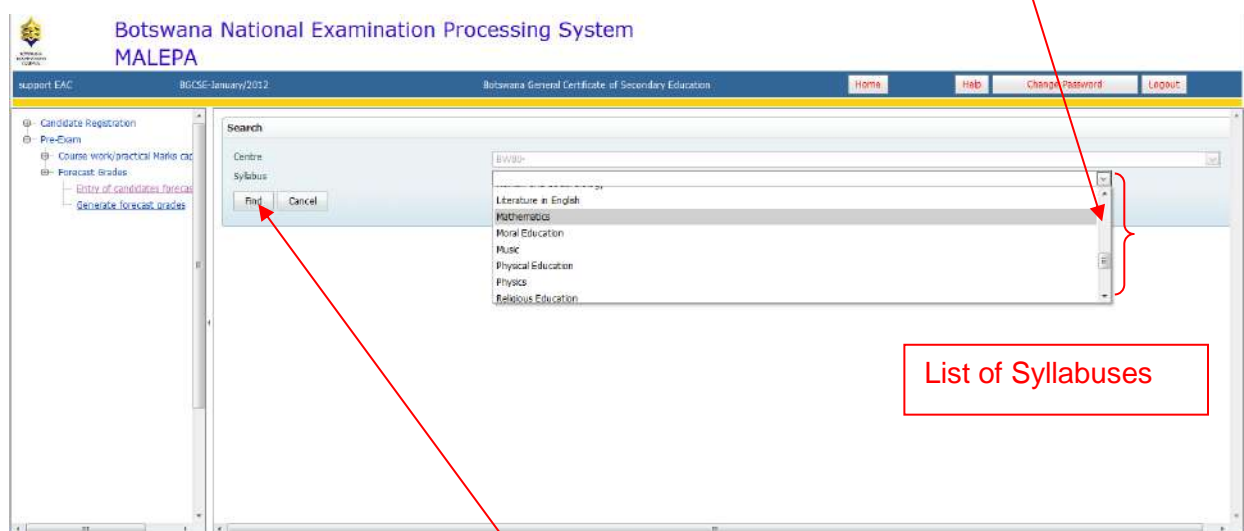 Botswana National Examination Processing System
MALEPA
support EAC BGCSE-January/2012 Botswana General Certificate of Secondary Education Home Help Change Password Logout
Candidate Registration
Pre-Exam
Course work/practical Marks cap
Forecast Grades
Entry of candidates forecas
Generate forecast grades
Search
Centre BW00-
Syllabus
Find Cancel
Literature in English
Mathematics
Moral Education
Music
Physical Education
Physics
Religious Education
List of Syllabuses